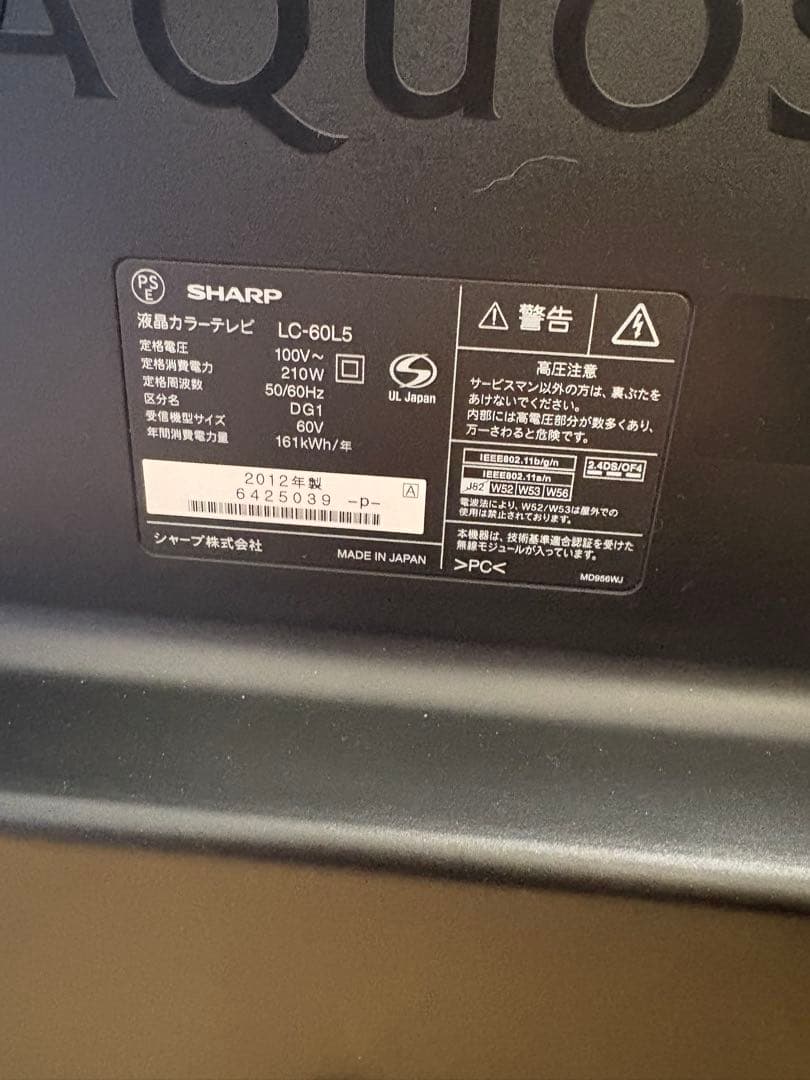 AQUOS
PSE
SHARP
液晶カラーテレビ LC-60L5
定格電圧 100V～
定格消費電力 210W
定格周波数 50/60Hz
区分名 DG1
受信機型サイズ 60V
年間消費電力量 161kWh/年
UL Japan
2012年製
A
6425039 -p-
シャープ株式会社
MADE IN JAPAN
警告
高圧注意
サービスマン以外の方は、裏ぶたを
あけないでください。
内部には高電圧部分が数多くあり、
万一さわると危険です。
IEEE802.11b/g/n
2.4DS/OF4
IEEE802.11a/n
J52 W52 W53 W56
電波法により、W52/W53は屋外での
使用は禁止されております。
本機器は、技術基準適合認証を受けた
無線モジュールが入っています。
>PC<
MD956WJ